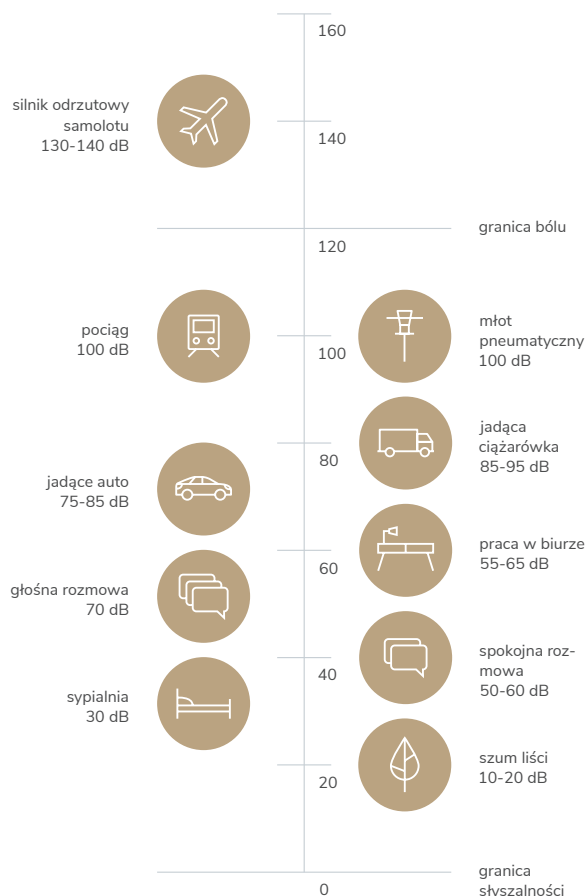 160
silnik odrzutowy
samolotu
130-140 dB
140
granica bólu
120
pociąg
100 dB
100
młot
pneumatyczny
100 dB
jadąca
ciężarówka
85-95 dB
80
jadące auto
75-85 dB
praca w biurze
55-65 dB
60
głośna rozmowa
70 dB
spokojna roz-
mowa
50-60 dB
40
sypialnia
30 dB
szum liści
10-20 dB
20
granica
słyszalności
0